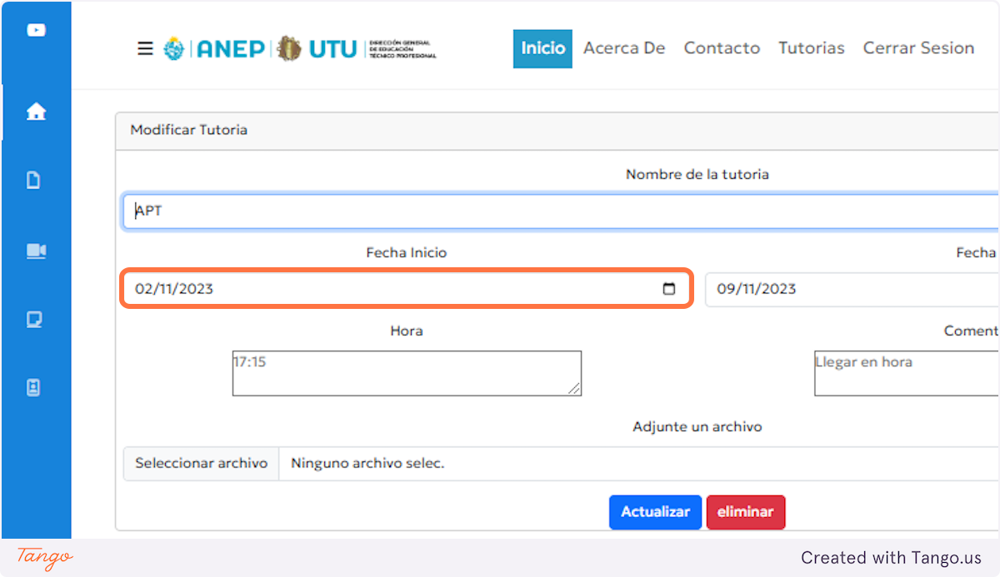 ANEP
UTU
DIRECCIÓN GENERAL
DE EDUCACIÓN
TÉCNICO PROFESIONAL
Inicio Acerca De Contacto Tutorias Cerrar Sesion
Modificar Tutoria
Nombre de la tutoria
APT
Fecha Inicio Fecha
02/11/2023 09/11/2023
Hora Coment
17:15 Llegar en hora
Adjunte un archivo
Seleccionar archivo Ninguno archivo selec.
Actualizar eliminar
Tango Created with Tango.us